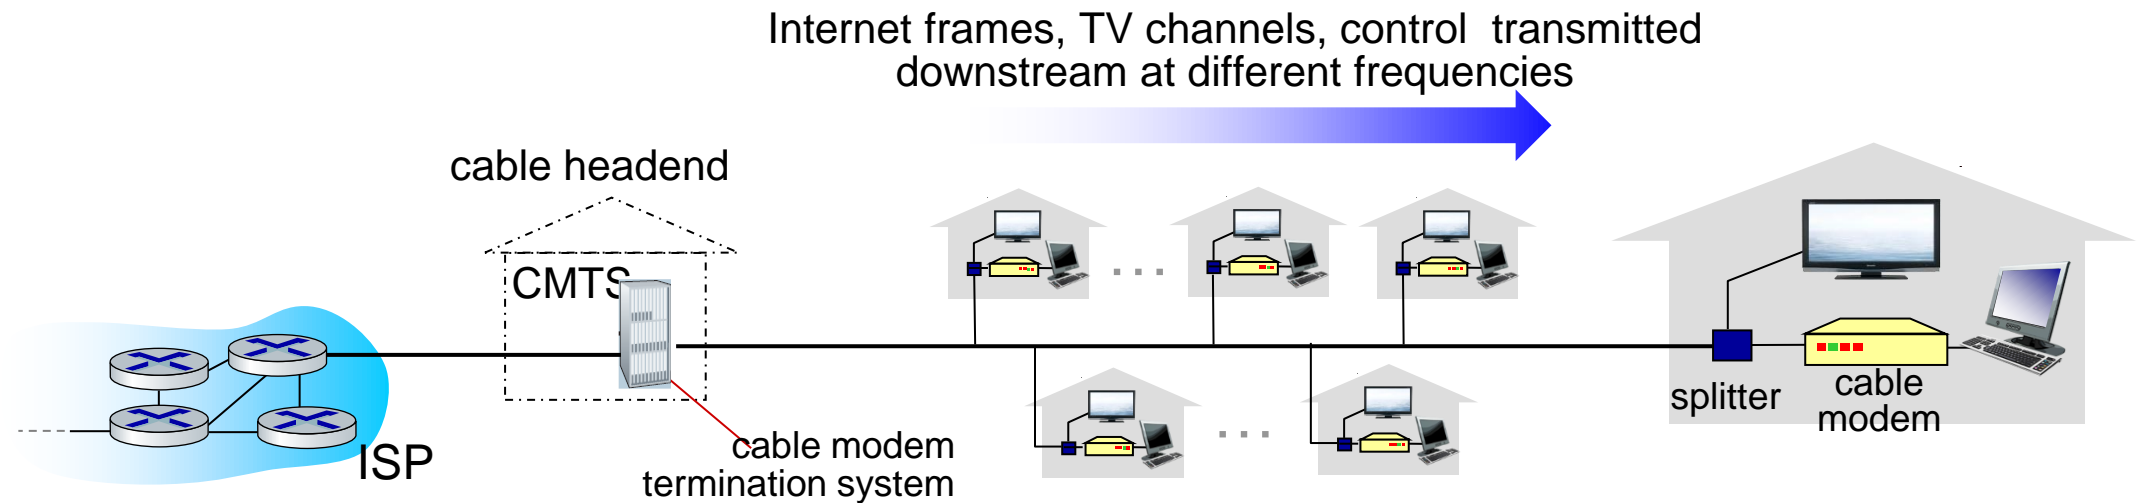 Internet frames, TV channels, control  transmitted
downstream at different frequencies
cable headend
CMTS
ISP
cable modem
termination system
splitter
cable
modem